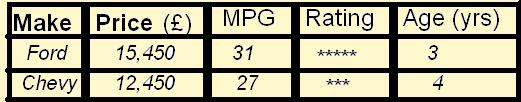 Make Price (£) MPG Rating Age (yrs)
Ford 15,450 31 ***** 3
Chevy 12,450 27 *** 4